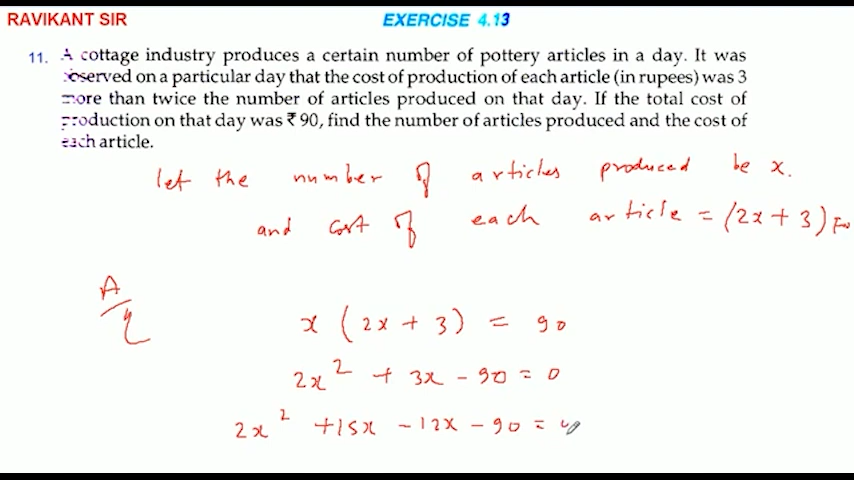 RAVIKANT SIR
EXERCISE 4.13
11. A cottage industry produces a certain number of pottery articles in a day. It was
observed on a particular day that the cost of production of each article (in rupees) was 3
more than twice the number of articles produced on that day. If the total cost of
production on that day was ₹ 90, find the number of articles produced and the cost of
each article.
let the number of articles produced be x.
and cost of each article = (2x + 3)
A/q
x (2x + 3) = 90
2x² + 3x - 90 = 0
2x² + 15x - 12x - 90 =